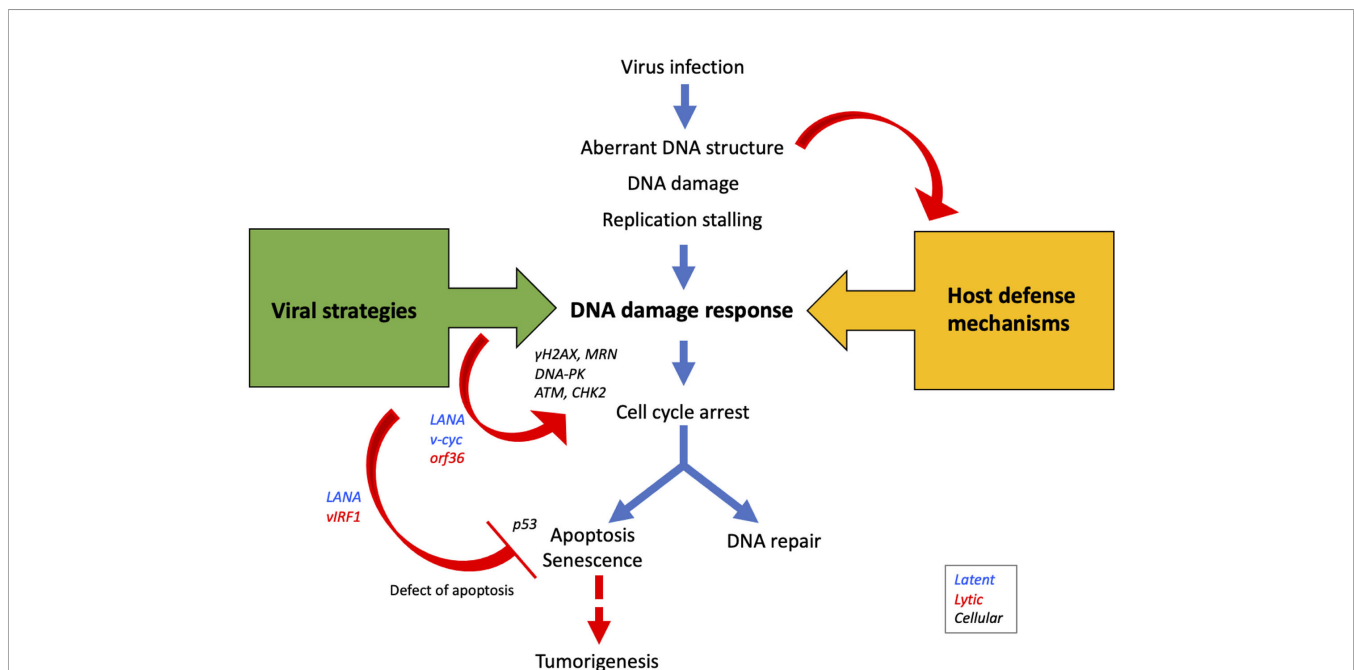 Virus infection
Aberrant DNA structure
DNA damage
Replication stalling
Viral strategies
DNA damage response
Host defense
mechanisms
γH2AX, MRN
DNA-PK
ATM, CHK2
Cell cycle arrest
LANA
v-cyc
orf36
LANA
vIRF1
p53
Apoptosis
Senescence
DNA repair
Defect of apoptosis
Latent
Lytic
Cellular
Tumorigenesis